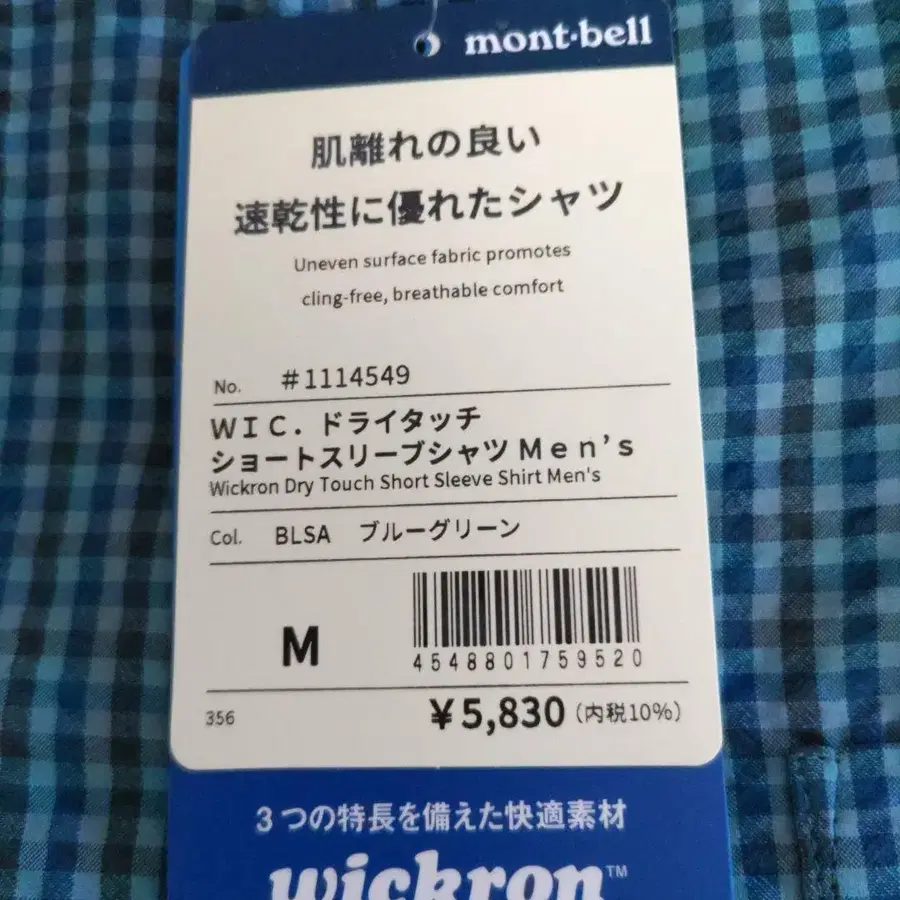 mont-bell
肌離れの良い
速乾性に優れたシャツ
Uneven surface fabric promotes
cling-free, breathable comfort
No. #1114549
WIC. ドライタッチ
ショートスリーブシャツ Men's
Wickron Dry Touch Short Sleeve Shirt Men's
Col. BLSA ブルーグリーン
M
4548801759520
356 ¥5,830 (内税10%)
3つの特長を備えた快適素材
wickron™